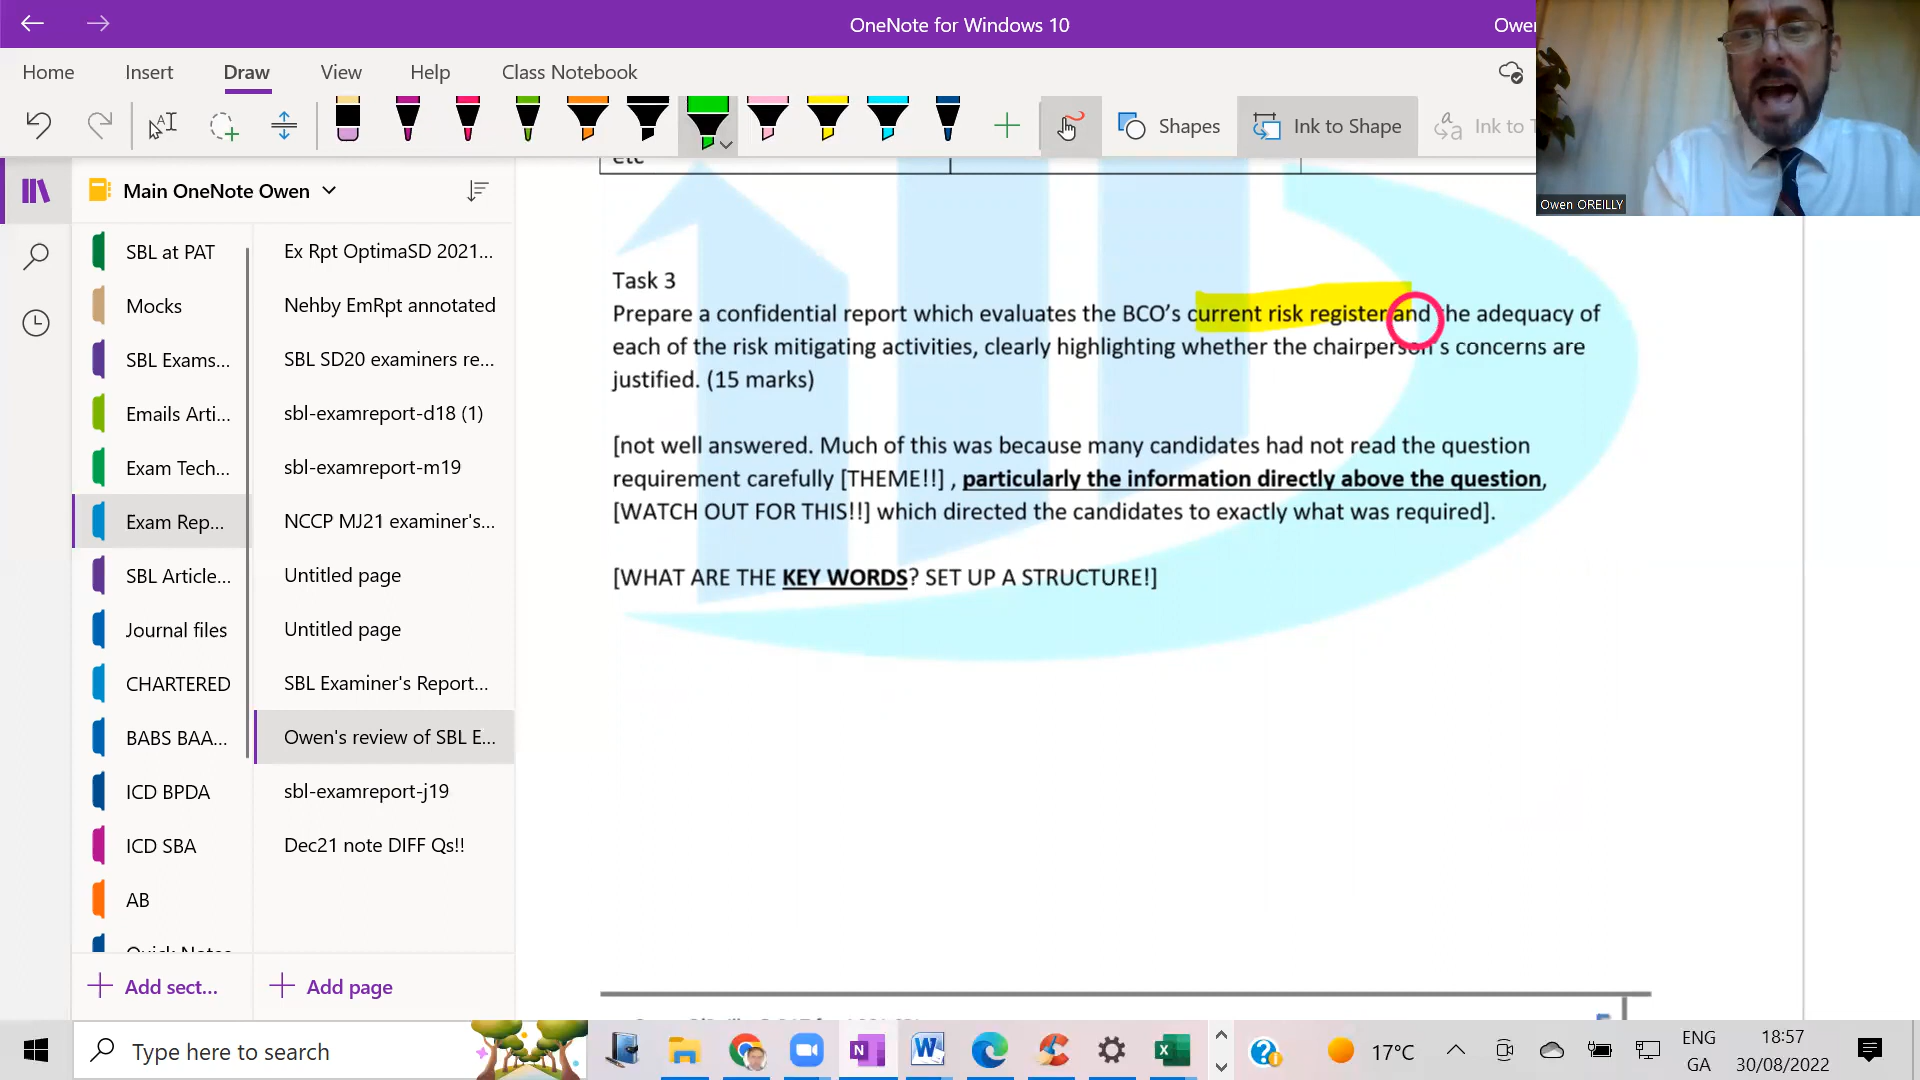 OneNote for Windows 10
Owen
Home
Insert
Draw
View
Help
Class Notebook
Shapes
Ink to Shape
Ink to
Owen OREILLY
Main OneNote Owen
SBL at PAT
Mocks
SBL Exams...
Emails Arti...
Exam Tech...
Exam Rep...
SBL Article...
Journal files
CHARTERED
BABS BAA...
ICD BPDA
ICD SBA
AB
Quick Notes
Add sect...
Ex Rpt OptimaSD 2021...
Nehby EmRpt annotated
SBL SD20 examiners re...
sbl-examreport-d18 (1)
sbl-examreport-m19
NCCP MJ21 examiner's...
Untitled page
Untitled page
SBL Examiner's Report...
Owen's review of SBL E...
sbl-examreport-j19
Dec21 note DIFF Qs!!
Add page
etc
Task 3
Prepare a confidential report which evaluates the BCO's current risk register and the adequacy of
each of the risk mitigating activities, clearly highlighting whether the chairperson's concerns are
justified. (15 marks)
[not well answered. Much of this was because many candidates had not read the question
requirement carefully [THEME!!] , particularly the information directly above the question,
[WATCH OUT FOR THIS!!] which directed the candidates to exactly what was required].
[WHAT ARE THE KEY WORDS? SET UP A STRUCTURE!]
Type here to search
17°C
ENG
GA
18:57
30/08/2022